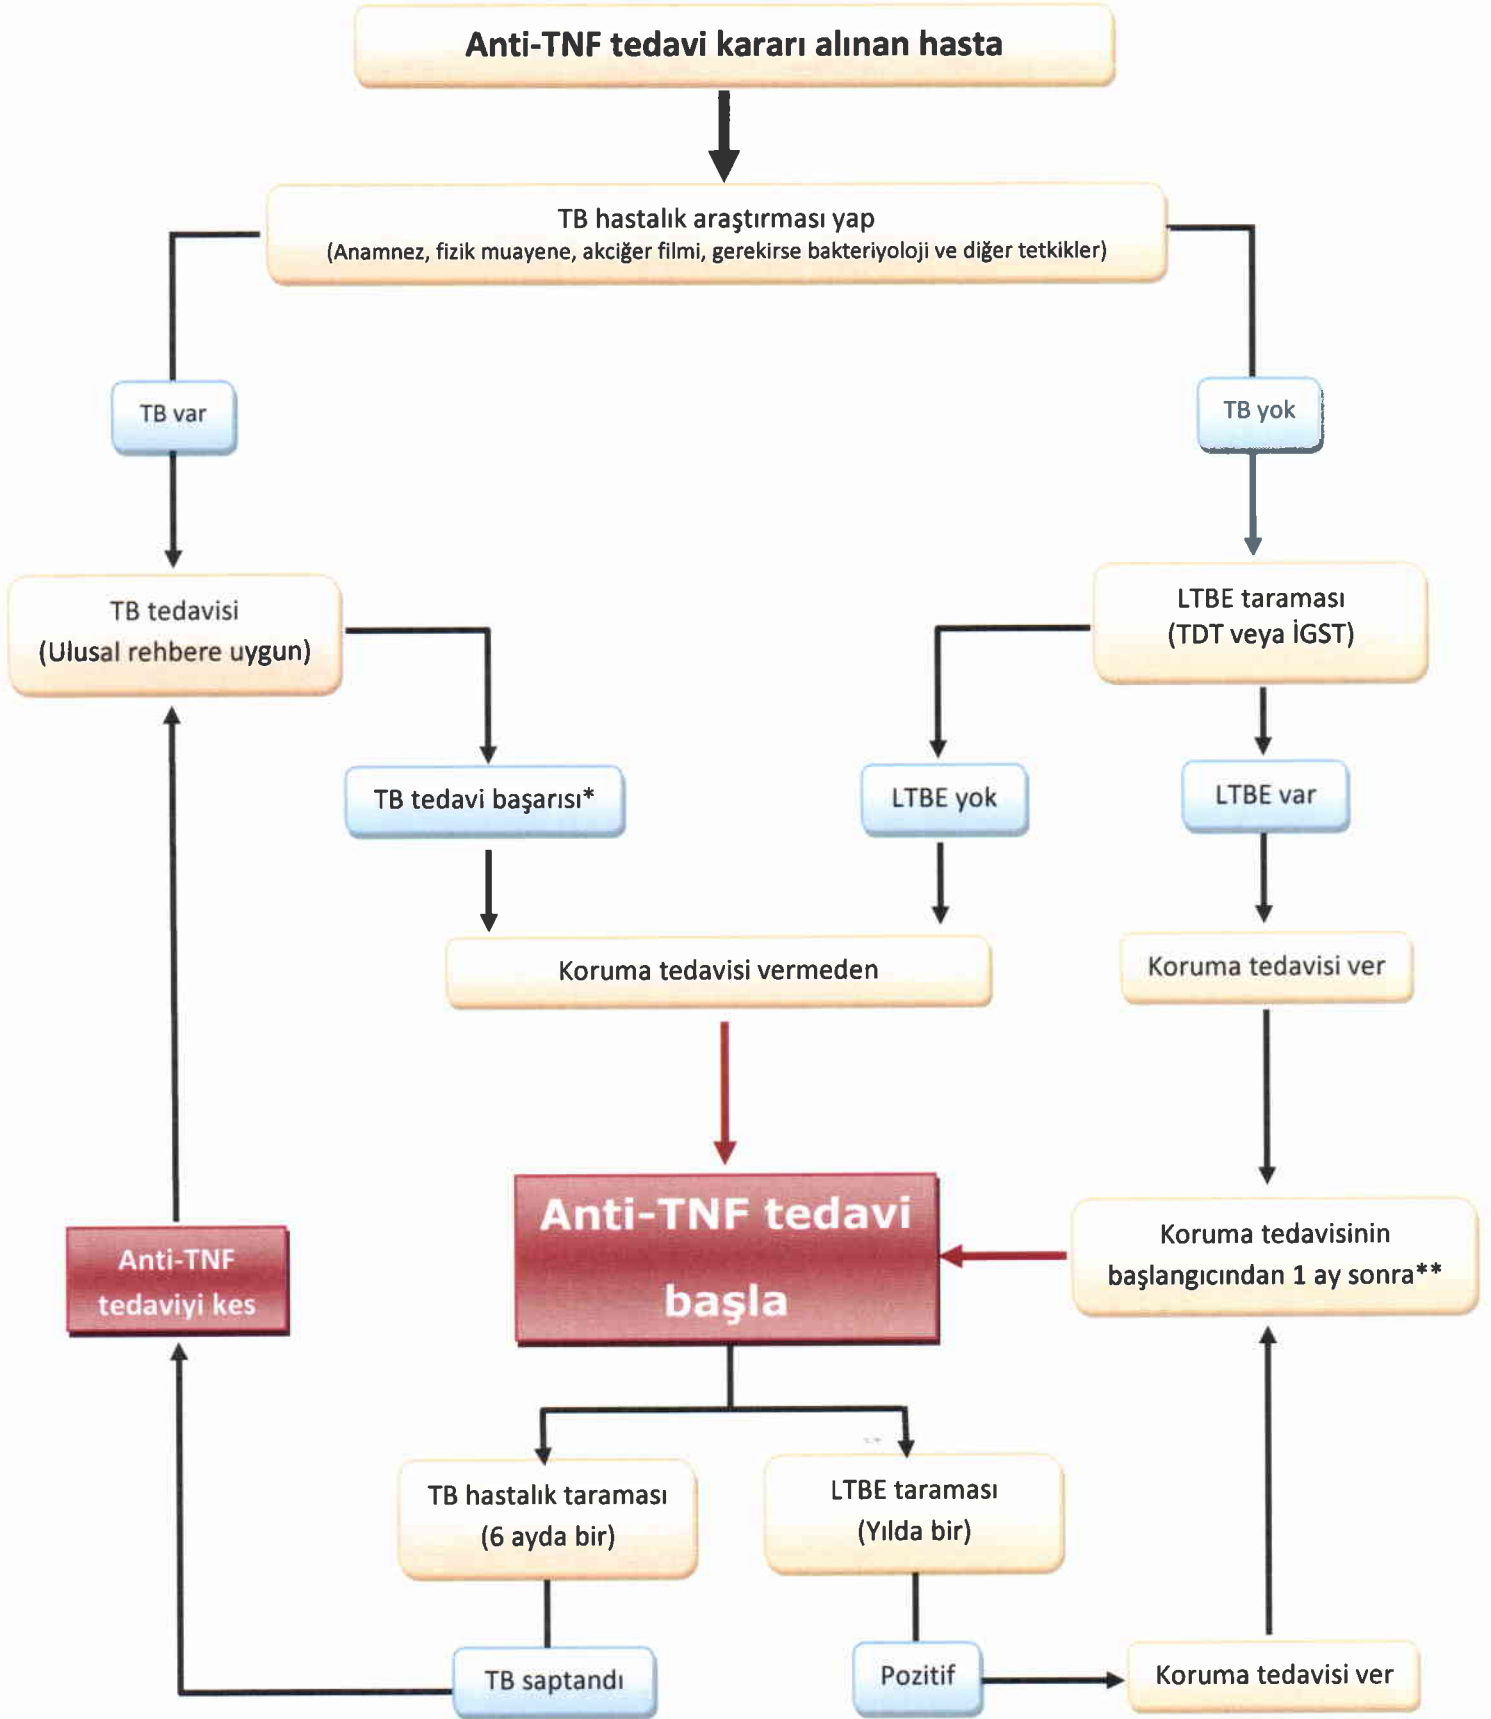 Anti-TNF tedavi kararı alınan hasta
TB hastalık araştırması yap
(Anamnez, fizik muayene, akciğer filmi, gerekirse bakteriyoloji ve diğer tetkikler)
TB var
TB yok
TB tedavisi
(Ulusal rehbere uygun)
LTBE taraması
(TDT veya İGST)
TB tedavi başarısı*
LTBE yok
LTBE var
Koruma tedavisi vermeden
Koruma tedavisi ver
Anti-TNF tedavi
başla
Anti-TNF
tedaviyi kes
Koruma tedavisinin
başlangıcından 1 ay sonra**
TB hastalık taraması
(6 ayda bir)
LTBE taraması
(Yılda bir)
TB saptandı
Pozitif
Koruma tedavisi ver